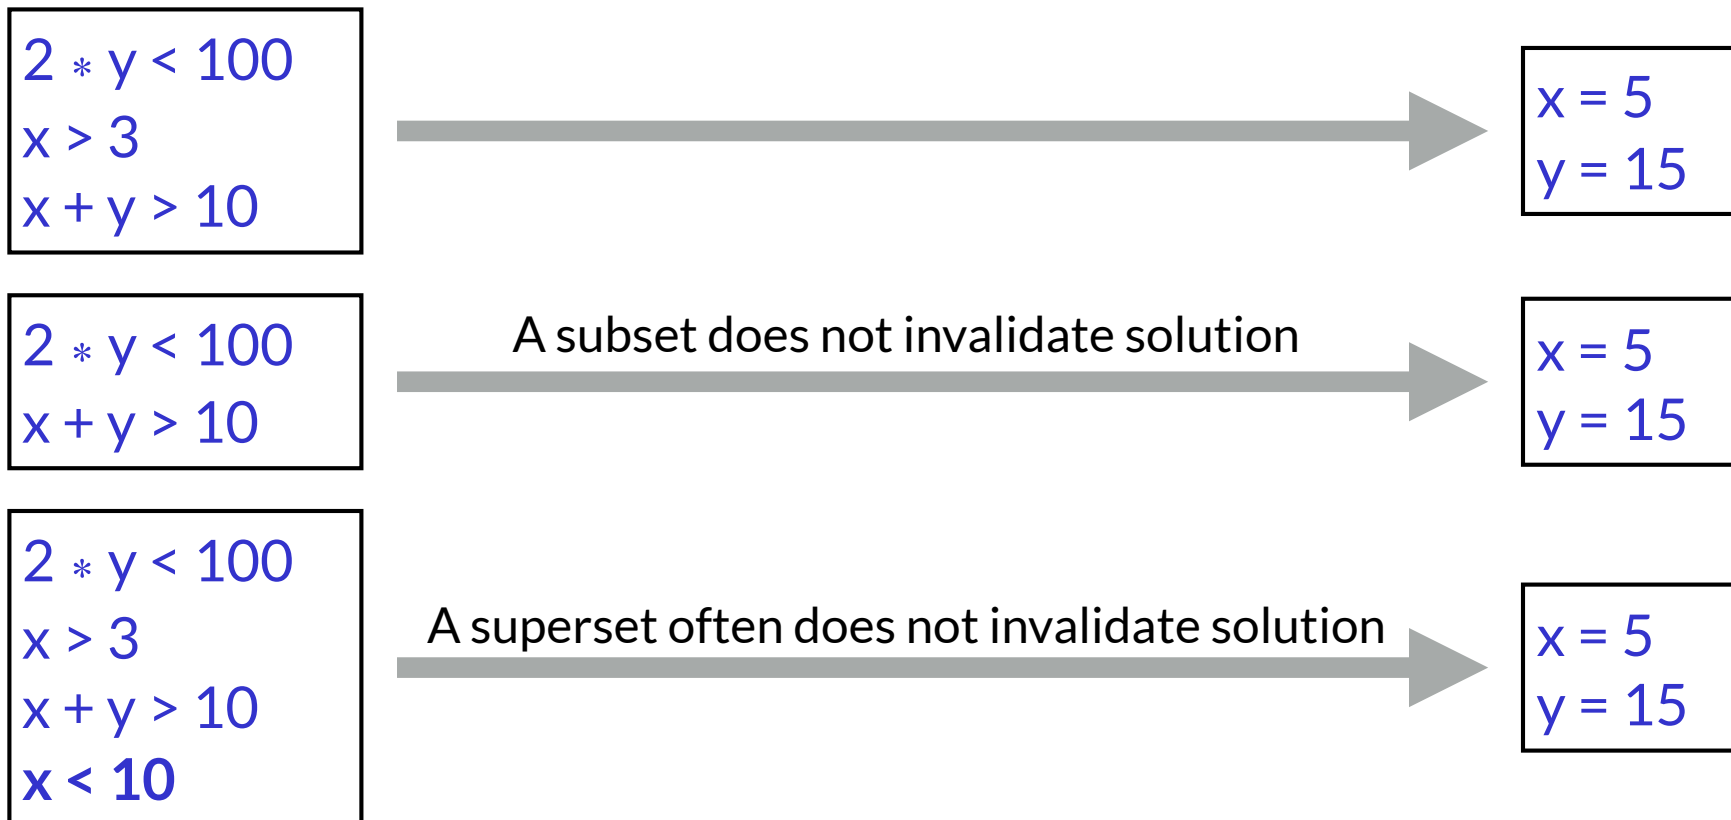 2 * y < 100
x > 3
x + y > 10
x = 5
y = 15
2 * y < 100
x + y > 10
A subset does not invalidate solution
x = 5
y = 15
2 * y < 100
x > 3
x + y > 10
x < 10
A superset often does not invalidate solution
x = 5
y = 15